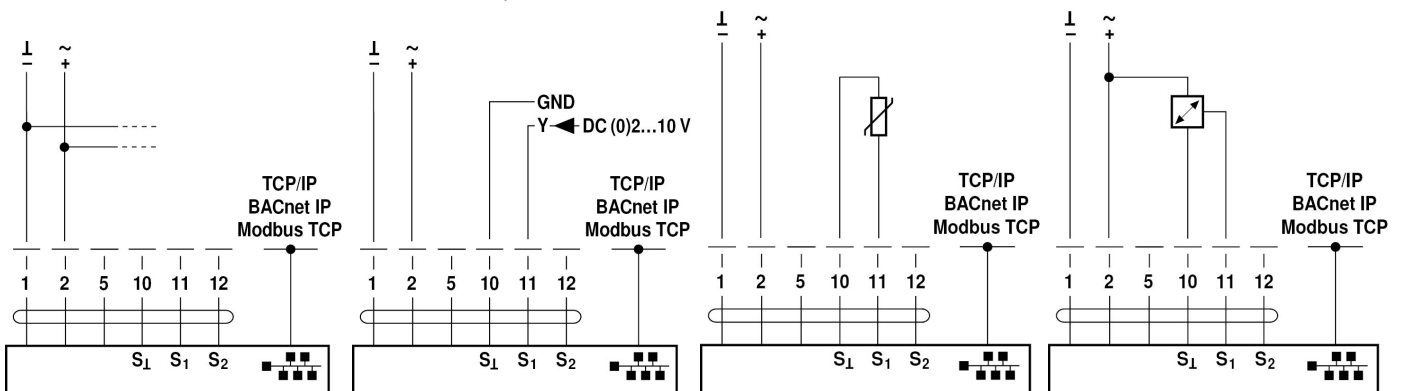 ⊥ ~
– +
TCP/IP
BACnet IP
Modbus TCP
1 2 5 10 11 12
S⊥ S1 S2
⊥ ~
– +
GND
Y DC (0)2...10 V
TCP/IP
BACnet IP
Modbus TCP
1 2 5 10 11 12
S⊥ S1 S2
⊥ ~
– +
TCP/IP
BACnet IP
Modbus TCP
1 2 5 10 11 12
S⊥ S1 S2
⊥ ~
– +
TCP/IP
BACnet IP
Modbus TCP
1 2 5 10 11 12
S⊥ S1 S2